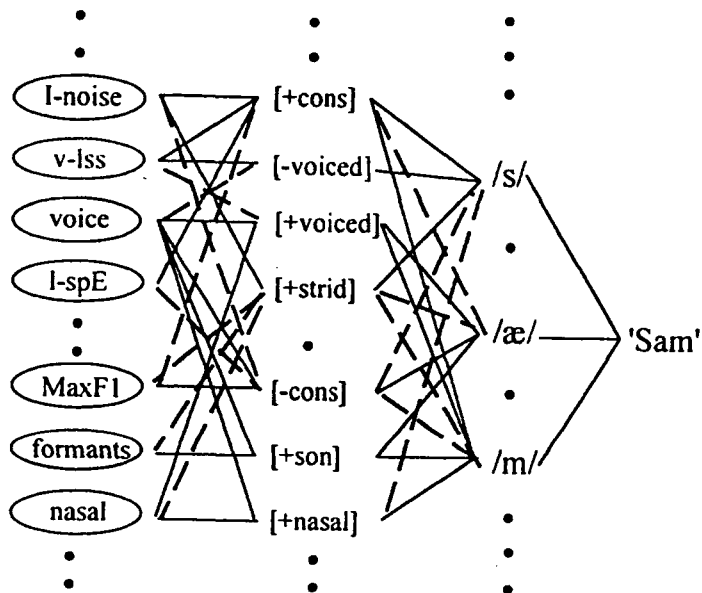 I-noise
v-lss
voice
l-spE
MaxF1
formants
nasal
[+cons]
[-voiced]
[+voiced]
[+strid]
[-cons]
[+son]
[+nasal]
/s/
/æ/
/m/
'Sam'